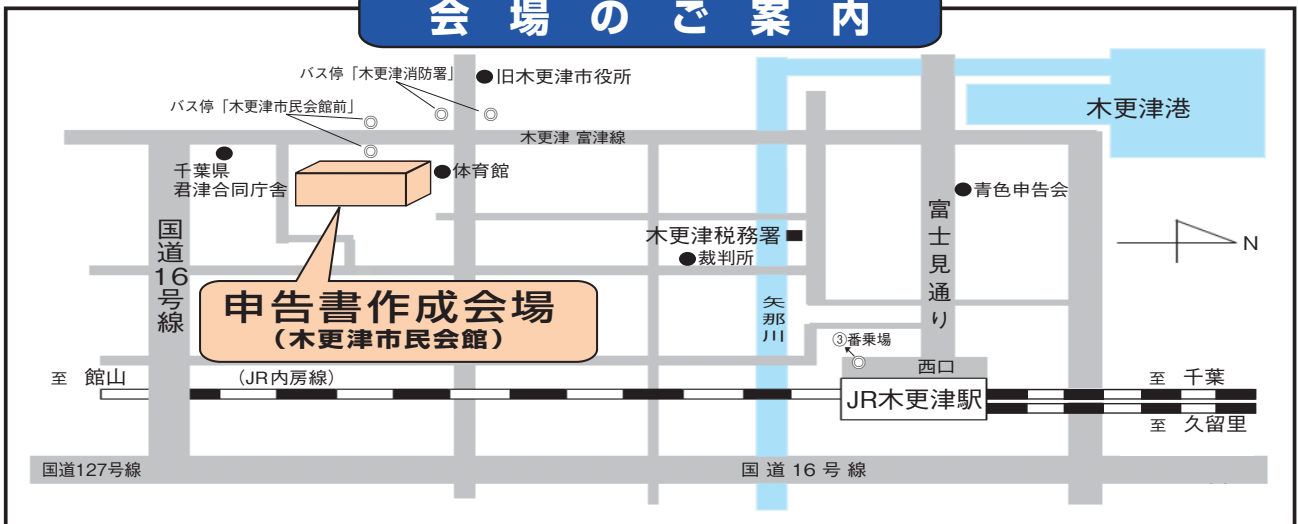 会場のご案内
バス停「木更津消防署」
●旧木更津市役所
バス停「木更津市民会館前」
木更津港
木更津 富津線
千葉県
君津合同庁舎
●体育館
●青色申告会
国道16号線
富士見通り
木更津税務署■
●裁判所
N
申告書作成会場
(木更津市民会館)
矢那川
③番乗場
西口
至 館山
(JR内房線)
JR木更津駅
至 千葉
至 久留里
国道127号線
国道16号線